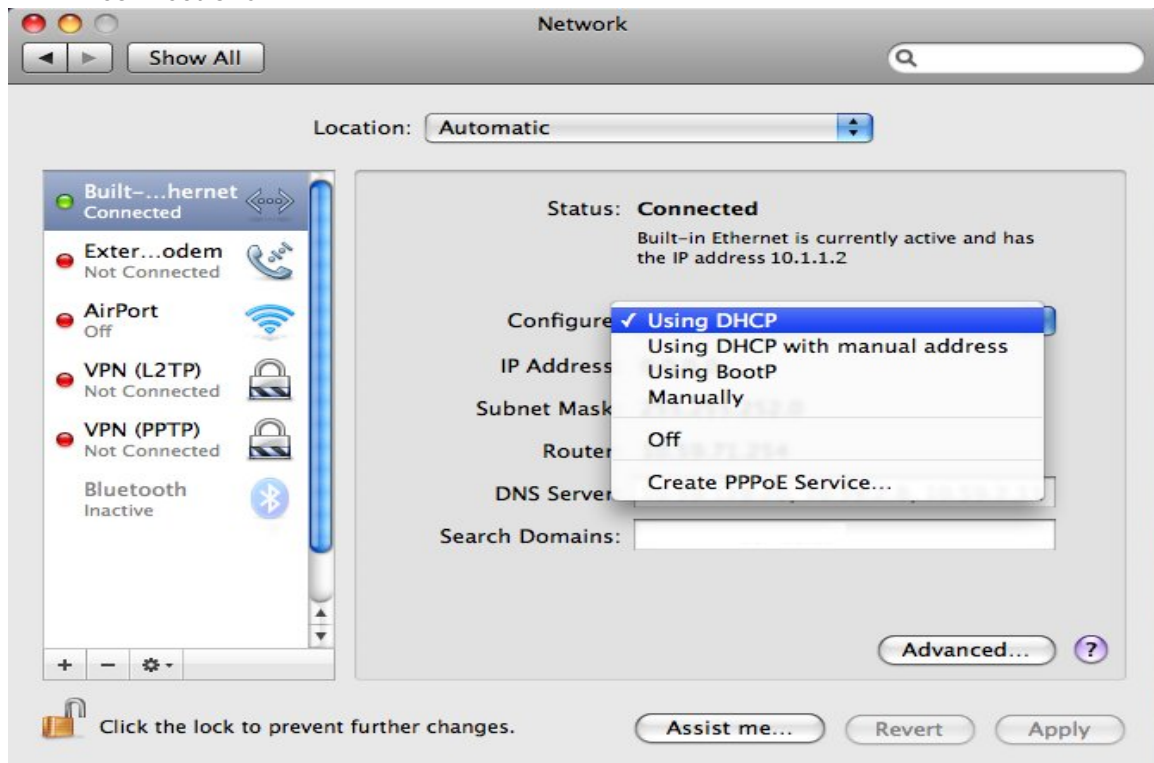 Network
Show All
Location: Automatic
Built-...hernet
Connected
Exter...odem
Not Connected
AirPort
Off
VPN (L2TP)
Not Connected
VPN (PPTP)
Not Connected
Bluetooth
Inactive
Status: Connected
Built-in Ethernet is currently active and has
the IP address 10.1.1.2
Configure
✓ Using DHCP
Using DHCP with manual address
Using BootP
Manually
Off
Create PPPoE Service...
IP Address
Subnet Mask
Router
DNS Server
Search Domains:
Advanced... ?
Click the lock to prevent further changes.
Assist me... Revert Apply